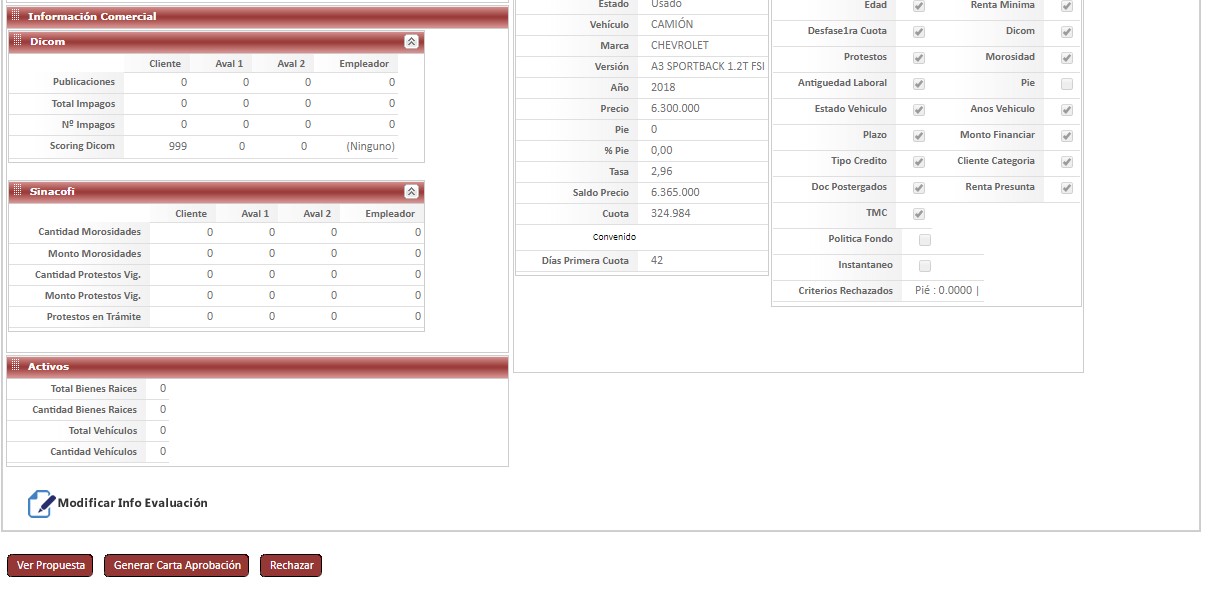 Información Comercial
Dicom
Cliente Aval 1 Aval 2 Empleador
Publicaciones 0 0 0 0
Total Impagos 0 0 0 0
Nº Impagos 0 0 0 0
Scoring Dicom 999 0 0 (Ninguno)
Sinacofi
Cliente Aval 1 Aval 2 Empleador
Cantidad Morosidades 0 0 0 0
Monto Morosidades 0 0 0 0
Cantidad Protestos Vig. 0 0 0 0
Monto Protestos Vig. 0 0 0 0
Protestos en Trámite 0 0 0 0
Activos
Total Bienes Raices 0
Cantidad Bienes Raices 0
Total Vehículos 0
Cantidad Vehículos 0
Estado Usado
Vehículo CAMIÓN
Marca CHEVROLET
Versión A3 SPORTBACK 1.2T FSI
Año 2018
Precio 6.300.000
Pie 0
% Pie 0,00
Tasa 2,96
Saldo Precio 6.365.000
Cuota 324.984
Convenido
Días Primera Cuota 42
Edad Renta Minima
Desfase1ra Cuota Dicom
Protestos Morosidad
Antiguedad Laboral Pie
Estado Vehiculo Anos Vehiculo
Plazo Monto Financiar
Tipo Credito Cliente Categoria
Doc Postergados Renta Presunta
TMC
Politica Fondo
Instantaneo
Criterios Rechazados Pié : 0.0000 |
Modificar Info Evaluación
Ver Propuesta Generar Carta Aprobación Rechazar